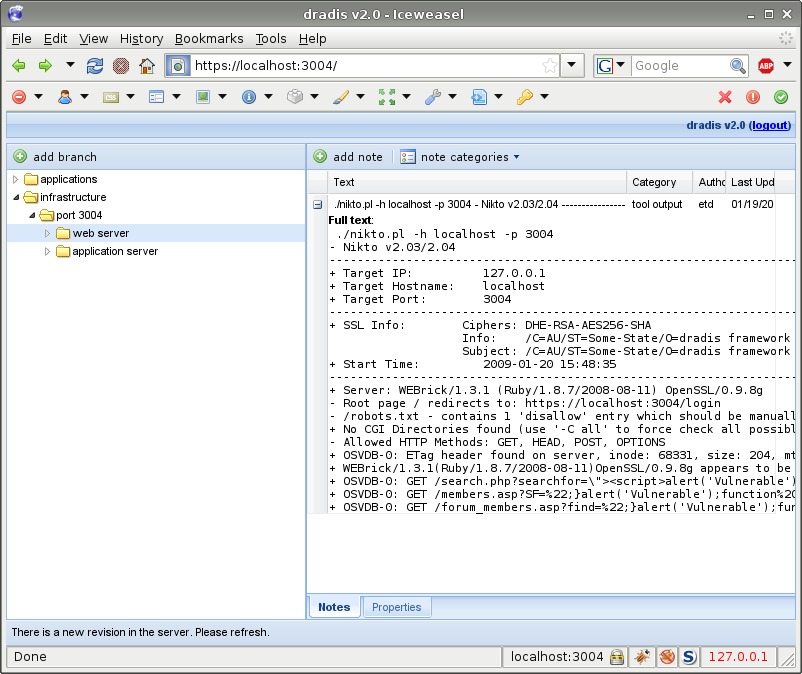 dradis v2.0 - Iceweasel
File Edit View History Bookmarks Tools Help
https://localhost:3004/
G Google ABP
CSS
dradis v2.0 (logout)
add branch
add note note categories
applications
infrastructure
port 3004
web server
application server
Text Category Autho Last Upd
./nikto.pl -h localhost -p 3004 - Nikto v2.03/2.04 ---------------- tool output etd 01/19/20
Full text:
./nikto.pl -h localhost -p 3004
- Nikto v2.03/2.04
---------------------------------------------------------------------------
+ Target IP: 127.0.0.1
+ Target Hostname: localhost
+ Target Port: 3004
---------------------------------------------------------------------------
+ SSL Info: Ciphers: DHE-RSA-AES256-SHA
Info: /C=AU/ST=Some-State/O=dradis framework
Subject: /C=AU/ST=Some-State/O=dradis framework
+ Start Time: 2009-01-20 15:48:35
---------------------------------------------------------------------------
+ Server: WEBrick/1.3.1 (Ruby/1.8.7/2008-08-11) OpenSSL/0.9.8g
- Root page / redirects to: https://localhost:3004/login
- /robots.txt - contains 1 'disallow' entry which should be manuall
+ No CGI Directories found (use '-C all' to force check all possibl
- Allowed HTTP Methods: GET, HEAD, POST, OPTIONS
+ OSVDB-0: ETag header found on server, inode: 68331, size: 204, mt
+ WEBrick/1.3.1(Ruby/1.8.7/2008-08-11)OpenSSL/0.9.8g appears to be
+ OSVDB-0: GET /search.php?searchfor=\"><script>alert('Vulnerable')
+ OSVDB-0: GET /members.asp?SF=%22;}alert('Vulnerable');function%20
+ OSVDB-0: GET /forum_members.asp?find=%22;}alert('Vulnerable');fun
Notes Properties
There is a new revision in the server. Please refresh.
Done localhost:3004 S 127.0.0.1